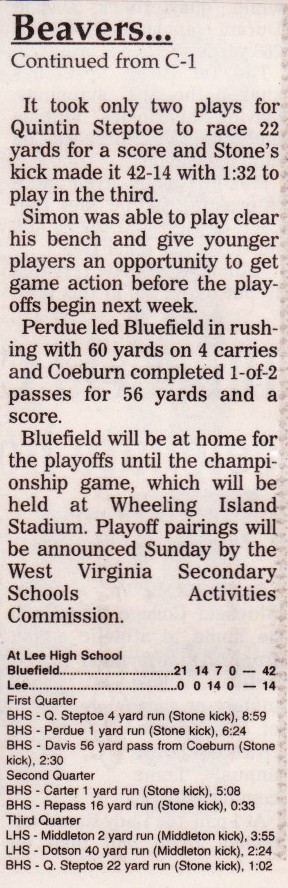 Beavers...
Continued from C-1
It took only two plays for
Quintin Steptoe to race 22
yards for a score and Stone's
kick made it 42-14 with 1:32 to
play in the third.
Simon was able to play clear
his bench and give younger
players an opportunity to get
game action before the play-
offs begin next week.
Perdue led Bluefield in rush-
ing with 60 yards on 4 carries
and Coeburn completed 1-of-2
passes for 56 yards and a
score.
Bluefield will be at home for
the playoffs until the champi-
onship game, which will be
held at Wheeling Island
Stadium. Playoff pairings will
be announced Sunday by the
West Virginia Secondary
Schools Activities
Commission.
At Lee High School
Bluefield..............................21 14 7 0 — 42
Lee........................................0 0 14 0 — 14
First Quarter
BHS - Q. Steptoe 4 yard run (Stone kick), 8:59
BHS - Perdue 1 yard run (Stone kick), 6:24
BHS - Davis 56 yard pass from Coeburn (Stone
kick), 2:30
Second Quarter
BHS - Carter 1 yard run (Stone kick), 5:08
BHS - Repass 16 yard run (Stone kick), 0:33
Third Quarter
LHS - Middleton 2 yard run (Middleton kick), 3:55
LHS - Dotson 40 yard run (Middleton kick), 2:24
BHS - Q. Steptoe 22 yard run (Stone kick), 1:02